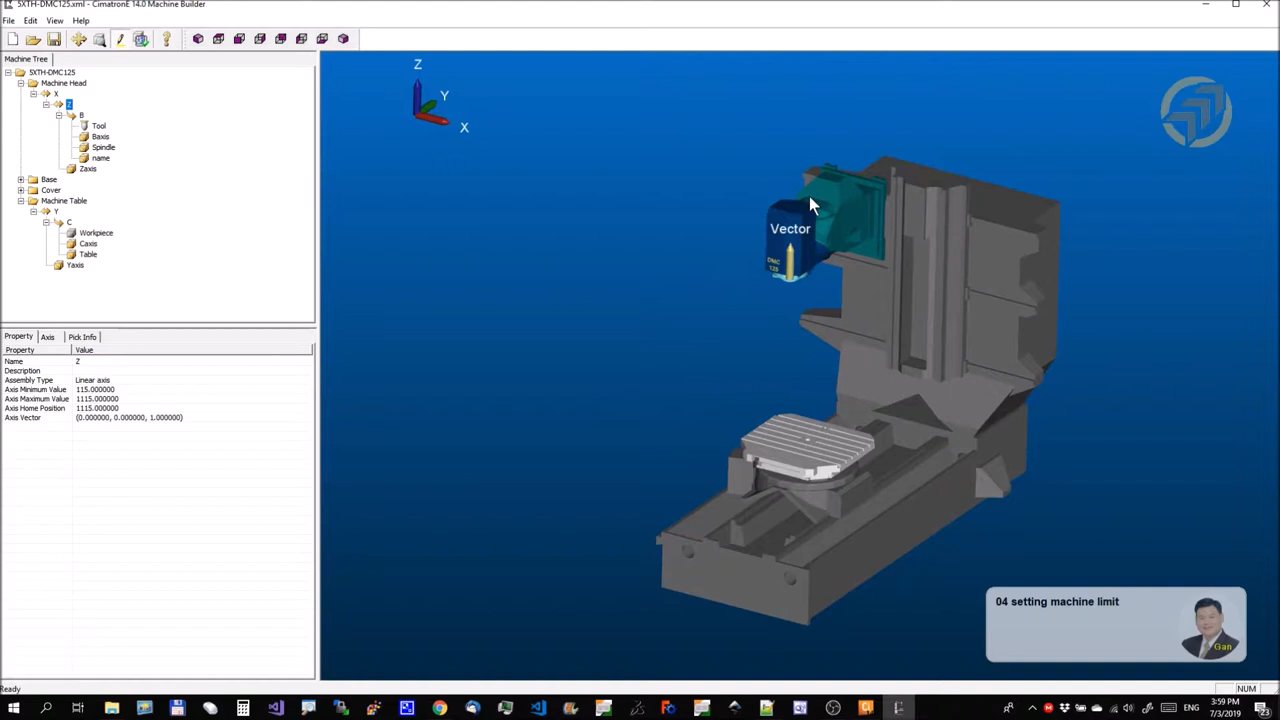 5XTH-DMC125.xml - CimatronE 14.0 Machine Builder
File Edit View Help
Machine Tree
5XTH-DMC125
Machine Head
X
Z
B
Tool
Baxis
Spindle
name
Zaxis
Base
Cover
Machine Table
Y
C
Workpiece
Caxis
Table
Yaxis
Property Axis Pick Info
Property Value
Name Z
Description
Assembly Type Linear axis
Axis Minimum Value 115.000000
Axis Maximum Value 1115.000000
Axis Home Position 1115.000000
Axis Vector (0.000000, 0.000000, 1.000000)
Z
Y
X
Vector
DMC
125
04 setting machine limit
Gan
Ready NUM
ENG
3:59 PM
7/3/2019
23